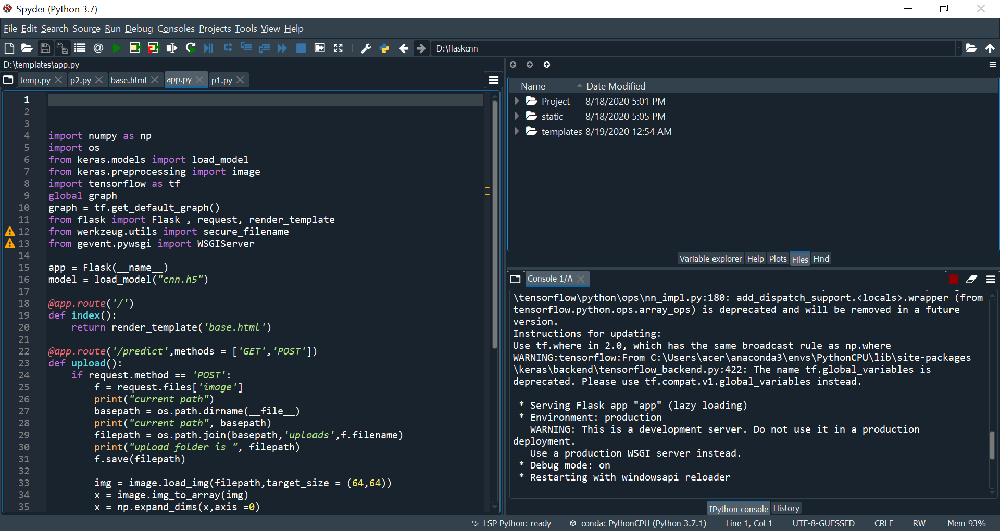 Spyder (Python 3.7)
File Edit Search Source Run Debug Consoles Projects Tools View Help
D:\flaskcnn
D:\templates\app.py
temp.py p2.py base.html app.py p1.py
1
2
3
4 import numpy as np
5 import os
6 from keras.models import load_model
7 from keras.preprocessing import image
8 import tensorflow as tf
9 global graph
10 graph = tf.get_default_graph()
11 from flask import Flask , request, render_template
12 from werkzeug.utils import secure_filename
13 from gevent.pywsgi import WSGIServer
14
15 app = Flask(__name__)
16 model = load_model("cnn.h5")
17
18 @app.route('/')
19 def index():
20     return render_template('base.html')
21
22 @app.route('/predict',methods = ['GET','POST'])
23 def upload():
24     if request.method == 'POST':
25         f = request.files['image']
26         print("current path")
27         basepath = os.path.dirname(__file__)
28         print("current path", basepath)
29         filepath = os.path.join(basepath,'uploads',f.filename)
30         print("upload folder is ", filepath)
31         f.save(filepath)
32
33         img = image.load_img(filepath,target_size = (64,64))
34         x = image.img_to_array(img)
35         x = np.expand_dims(x,axis =0)
Name Date Modified
Project 8/18/2020 5:01 PM
static 8/18/2020 5:05 PM
templates 8/19/2020 12:54 AM
Variable explorer Help Plots Files Find
Console 1/A
\tensorflow\python\ops\nn_impl.py:180: add_dispatch_support.<locals>.wrapper (from
tensorflow.python.ops.array_ops) is deprecated and will be removed in a future
version.
Instructions for updating:
Use tf.where in 2.0, which has the same broadcast rule as np.where
WARNING:tensorflow:From C:\Users\acer\anaconda3\envs\PythonCPU\lib\site-packages
\keras\backend\tensorflow_backend.py:422: The name tf.global_variables is
deprecated. Please use tf.compat.v1.global_variables instead.
* Serving Flask app "app" (lazy loading)
* Environment: production
WARNING: This is a development server. Do not use it in a production
deployment.
Use a production WSGI server instead.
* Debug mode: on
* Restarting with windowsapi reloader
IPython console History
LSP Python: ready conda: PythonCPU (Python 3.7.1) Line 1, Col 1 UTF-8-GUESSED CRLF RW Mem 93%